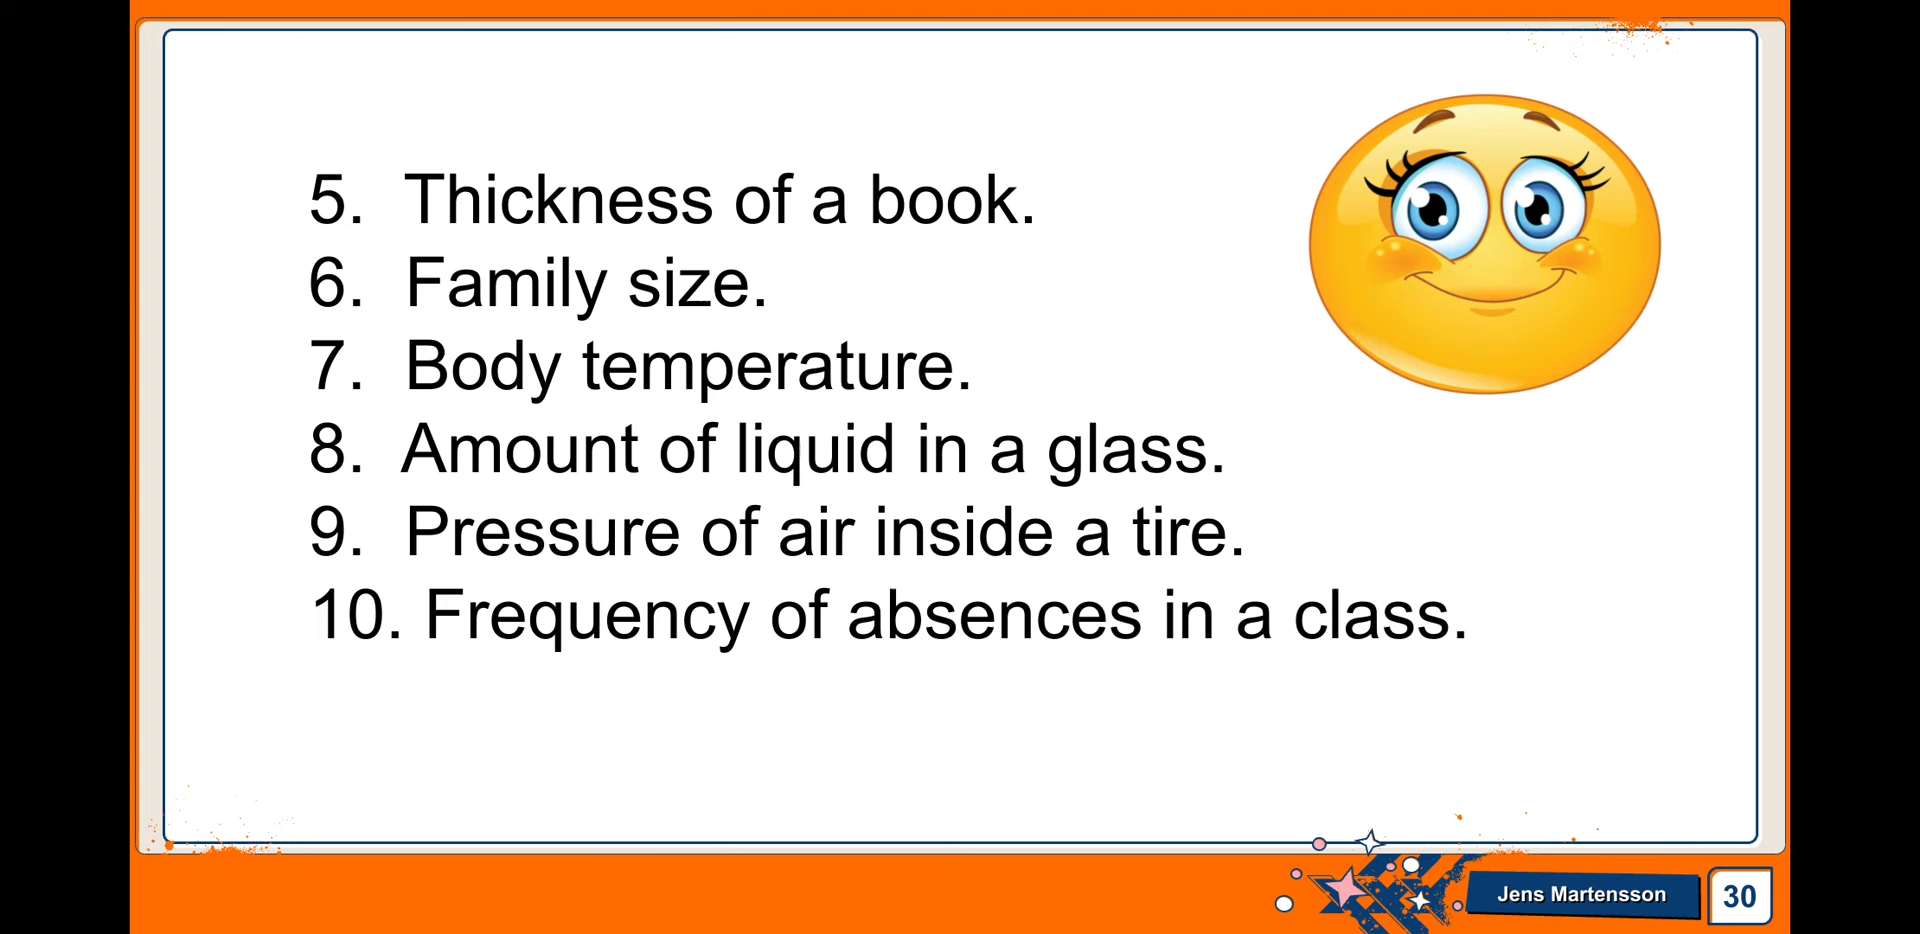 5. Thickness of a book.
6. Family size.
7. Body temperature.
8. Amount of liquid in a glass.
9. Pressure of air inside a tire.
10. Frequency of absences in a class.
Jens Martensson
30